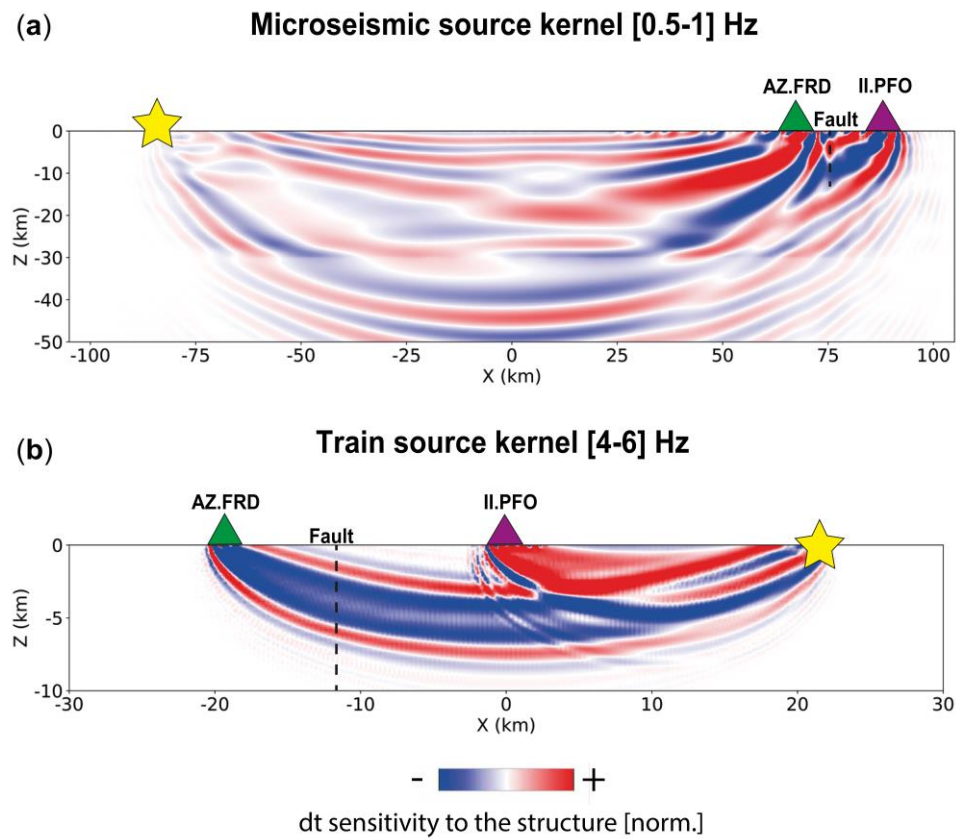 (a) Microseismic source kernel [0.5-1] Hz
AZ.FRD II.PFO
Fault
0
-10
-20
-30
-40
-50
Z (km)
-100 -75 -50 -25 0 25 50 75 100
X (km)
(b) Train source kernel [4-6] Hz
AZ.FRD II.PFO
Fault
0
-5
-10
Z (km)
-30 -20 -10 0 10 20 30
X (km)
- +
dt sensitivity to the structure [norm.]